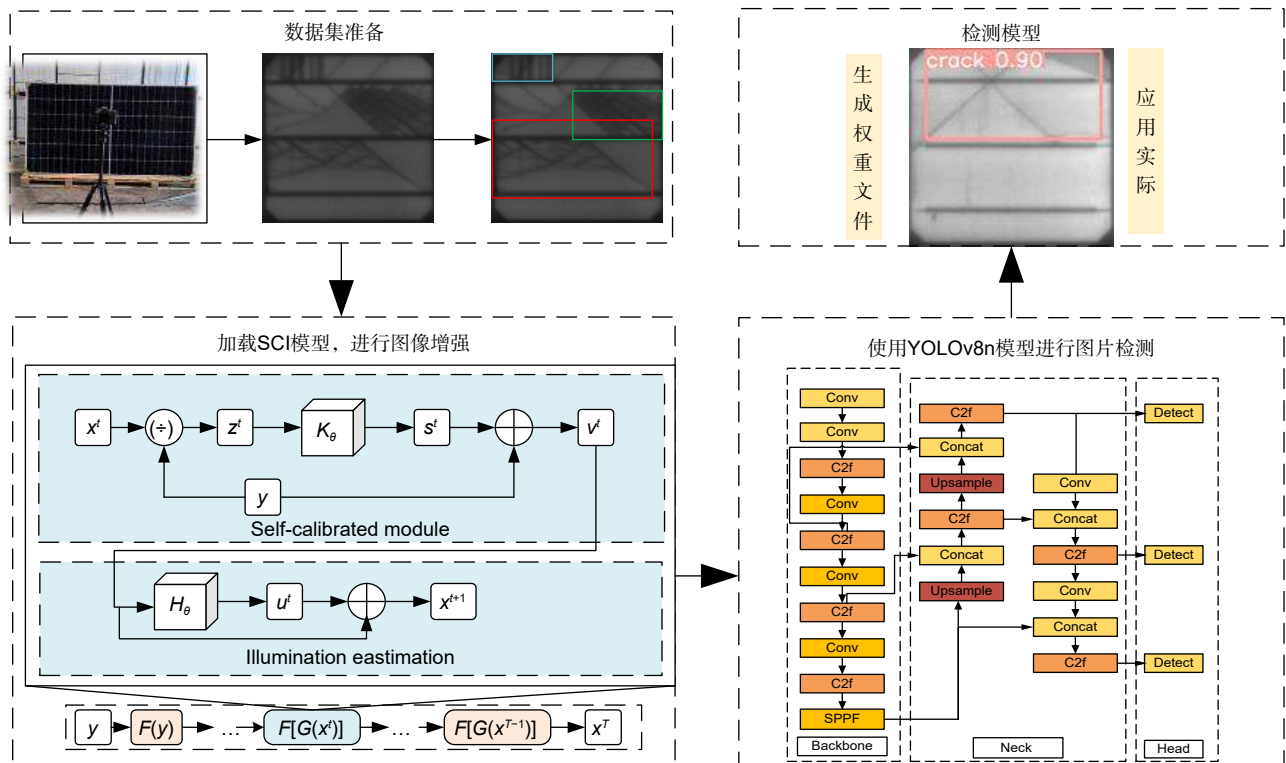 数据集准备
检测模型
生成权重文件
crack 0.90
应用实际
加载SCI模型，进行图像增强
x^t
(÷)
z^t
K_θ
s^t
v^t
y
Self-calibrated module
H_θ
u^t
x^{t+1}
Illumination eastimation
y
F(y)
...
F[G(x^t)]
...
F[G(x^{T−1})]
x^T
使用YOLOv8n模型进行图片检测
Conv
Conv
C2f
Conv
C2f
Conv
C2f
Conv
C2f
SPPF
Backbone
C2f
Concat
Upsample
C2f
Concat
Upsample
Conv
Concat
C2f
Conv
Concat
C2f
Neck
Detect
Detect
Detect
Head